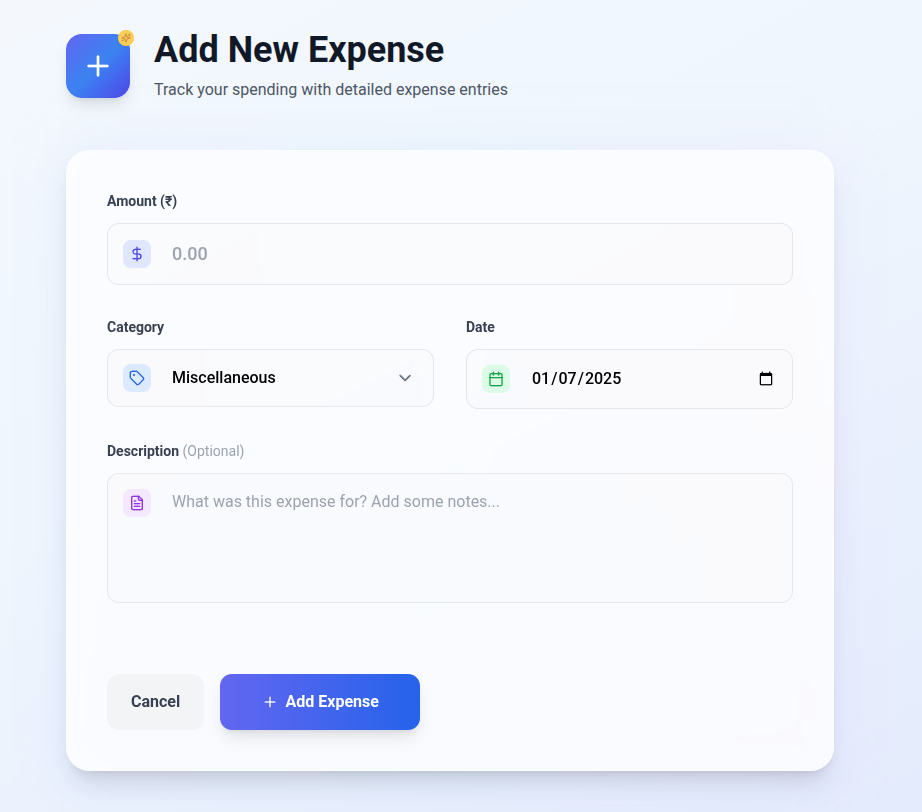 Add New Expense
Track your spending with detailed expense entries
Amount (₹)
$ 0.00
Category
Date
Miscellaneous
01/07/2025
Description (Optional)
What was this expense for? Add some notes...
Cancel
+ Add Expense